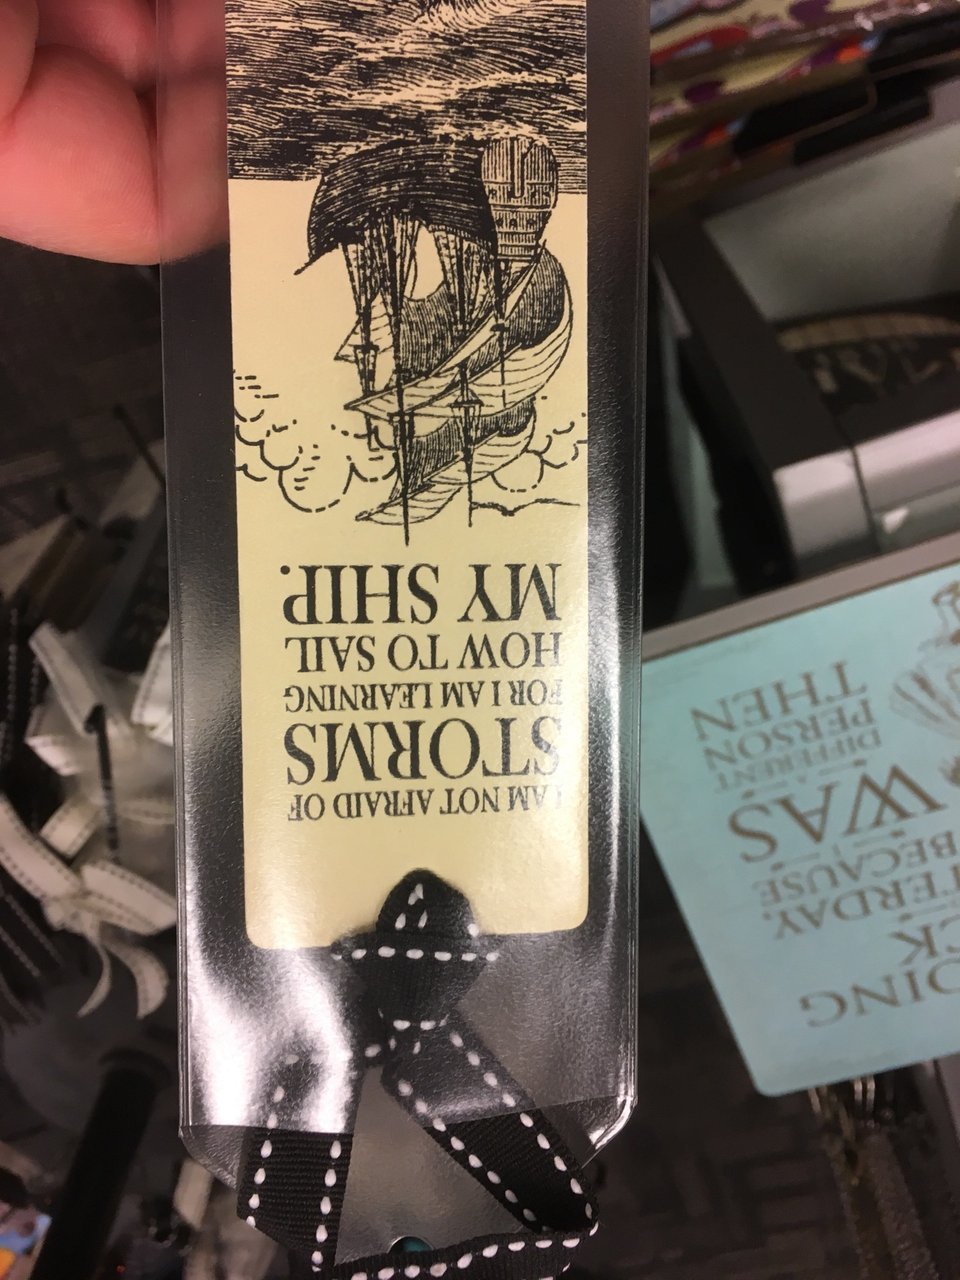 I AM NOT AFRAID OF
STORMS
FOR I AM LEARNING
HOW TO SAIL
MY SHIP.
BECAUSE
I
WAS
A
DIFFERENT
PERSON
THEN